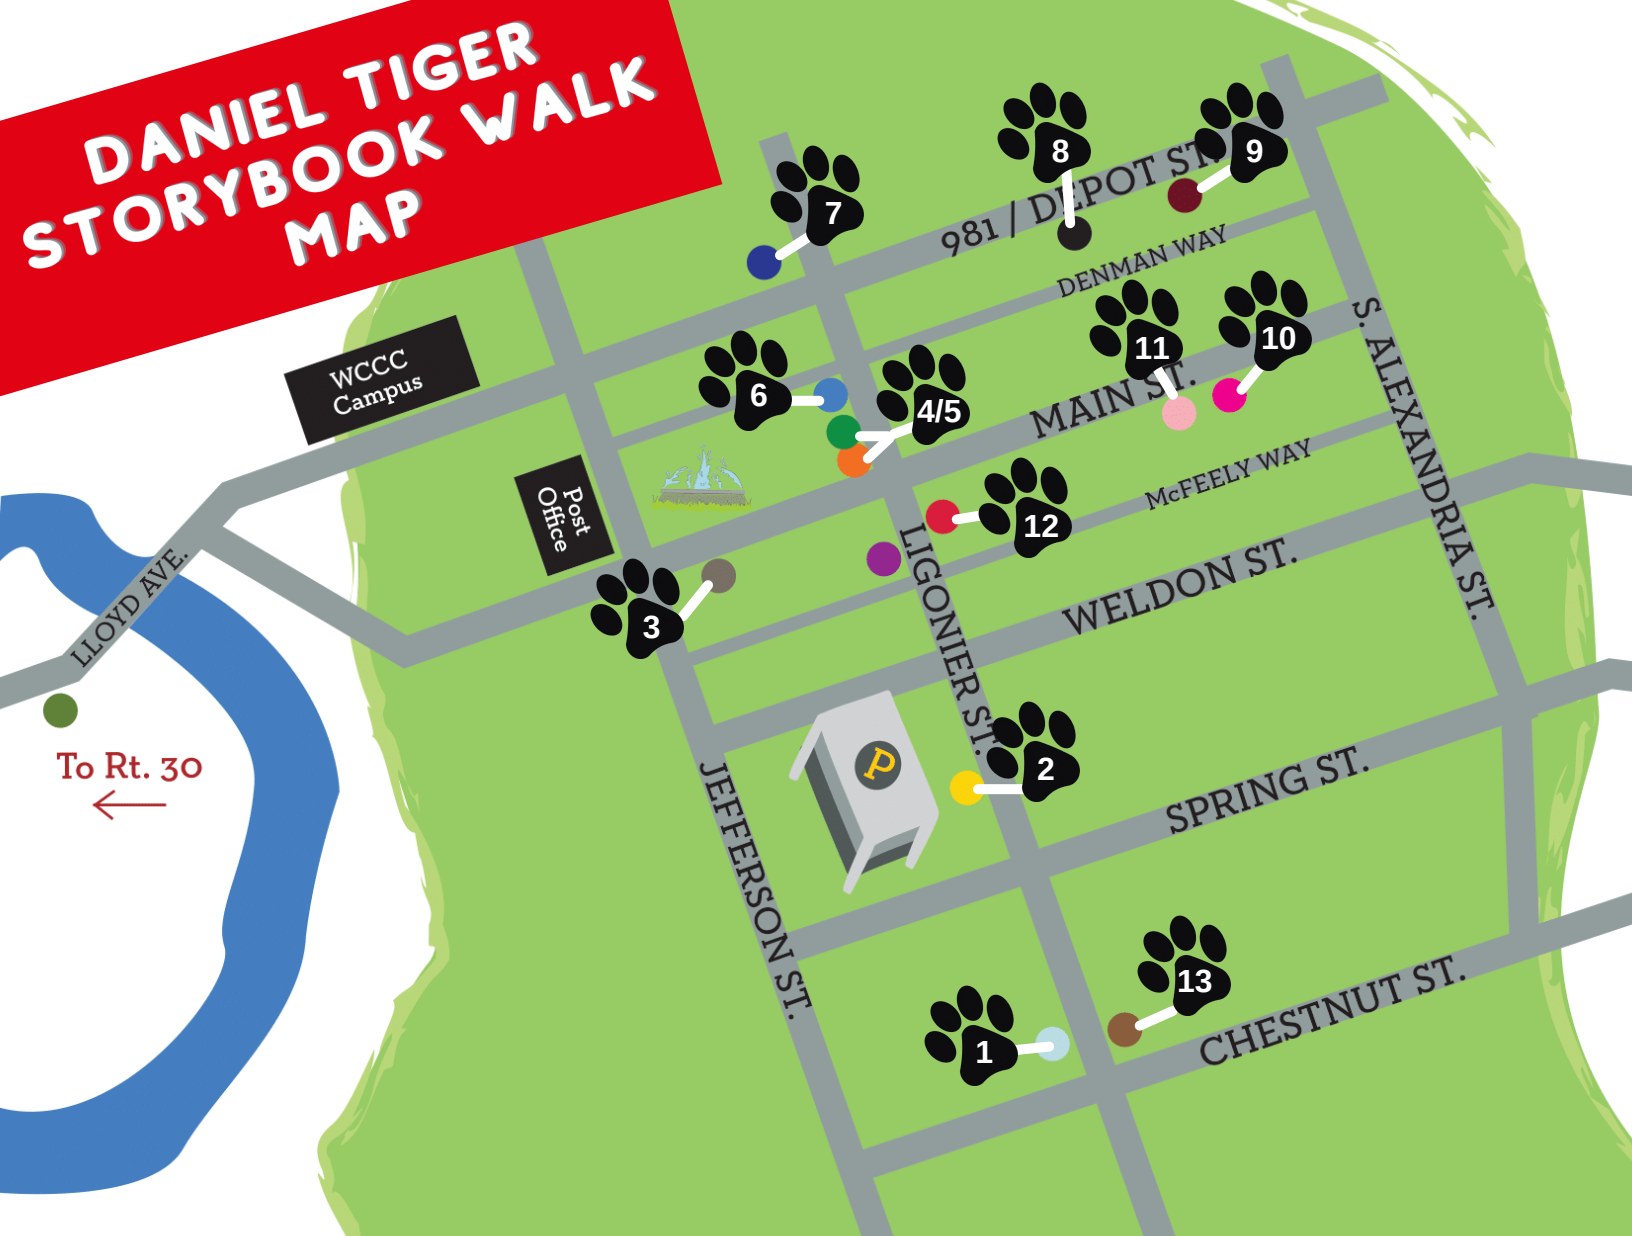 DANIEL TIGER
STORYBOOK WALK
MAP
7
8
9
981 / DEPOT ST.
DENMAN WAY
WCCC
Campus
6
4/5
11
10
MAIN ST.
S. ALEXANDRIA ST.
Post
Office
McFEELY WAY
12
LLOYD AVE.
3
LIGONIER ST.
WELDON ST.
To Rt. 30
P
2
JEFFERSON ST.
SPRING ST.
1
13
CHESTNUT ST.